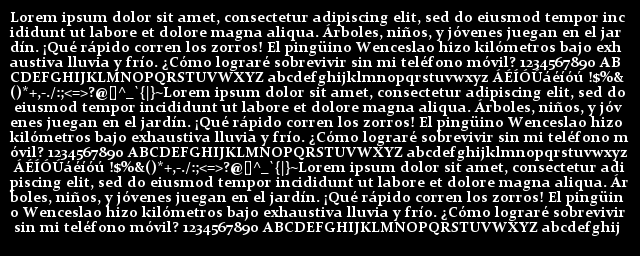 Lorem ipsum dolor sit amet, consectetur adipiscing elit, sed do eiusmod tempor inc
ididunt ut labore et dolore magna aliqua. Árboles, niños, y jóvenes juegan en el jar
dín. ¡Qué rápido corren los zorros! El pingüino Wenceslao hizo kilómetros bajo exh
austiva lluvia y frío. ¿Cómo lograré sobrevivir sin mi teléfono móvil? 1234567890 AB
CDEFGHIJKLMNOPQRSTUVWXYZ abcdefghijklmnopqrstuvwxyz ÁÉÍÓÚáéíóú !$%&
()*+,-./:;<=>?@[]^_`{|}~Lorem ipsum dolor sit amet, consectetur adipiscing elit, sed do
eiusmod tempor incididunt ut labore et dolore magna aliqua. Árboles, niños, y jóv
enes juegan en el jardín. ¡Qué rápido corren los zorros! El pingüino Wenceslao hizo
kilómetros bajo exhaustiva lluvia y frío. ¿Cómo lograré sobrevivir sin mi teléfono m
óvil? 1234567890 ABCDEFGHIJKLMNOPQRSTUVWXYZ abcdefghijklmnopqrstuvwxyz
ÁÉÍÓÚáéíóú !$%&()*+,-./:;<=>?@[]^_`{|}~Lorem ipsum dolor sit amet, consectetur adi
piscing elit, sed do eiusmod tempor incididunt ut labore et dolore magna aliqua. Ár
boles, niños, y jóvenes juegan en el jardín. ¡Qué rápido corren los zorros! El pingüin
o Wenceslao hizo kilómetros bajo exhaustiva lluvia y frío. ¿Cómo lograré sobrevivir
sin mi teléfono móvil? 1234567890 ABCDEFGHIJKLMNOPQRSTUVWXYZ abcdefghij